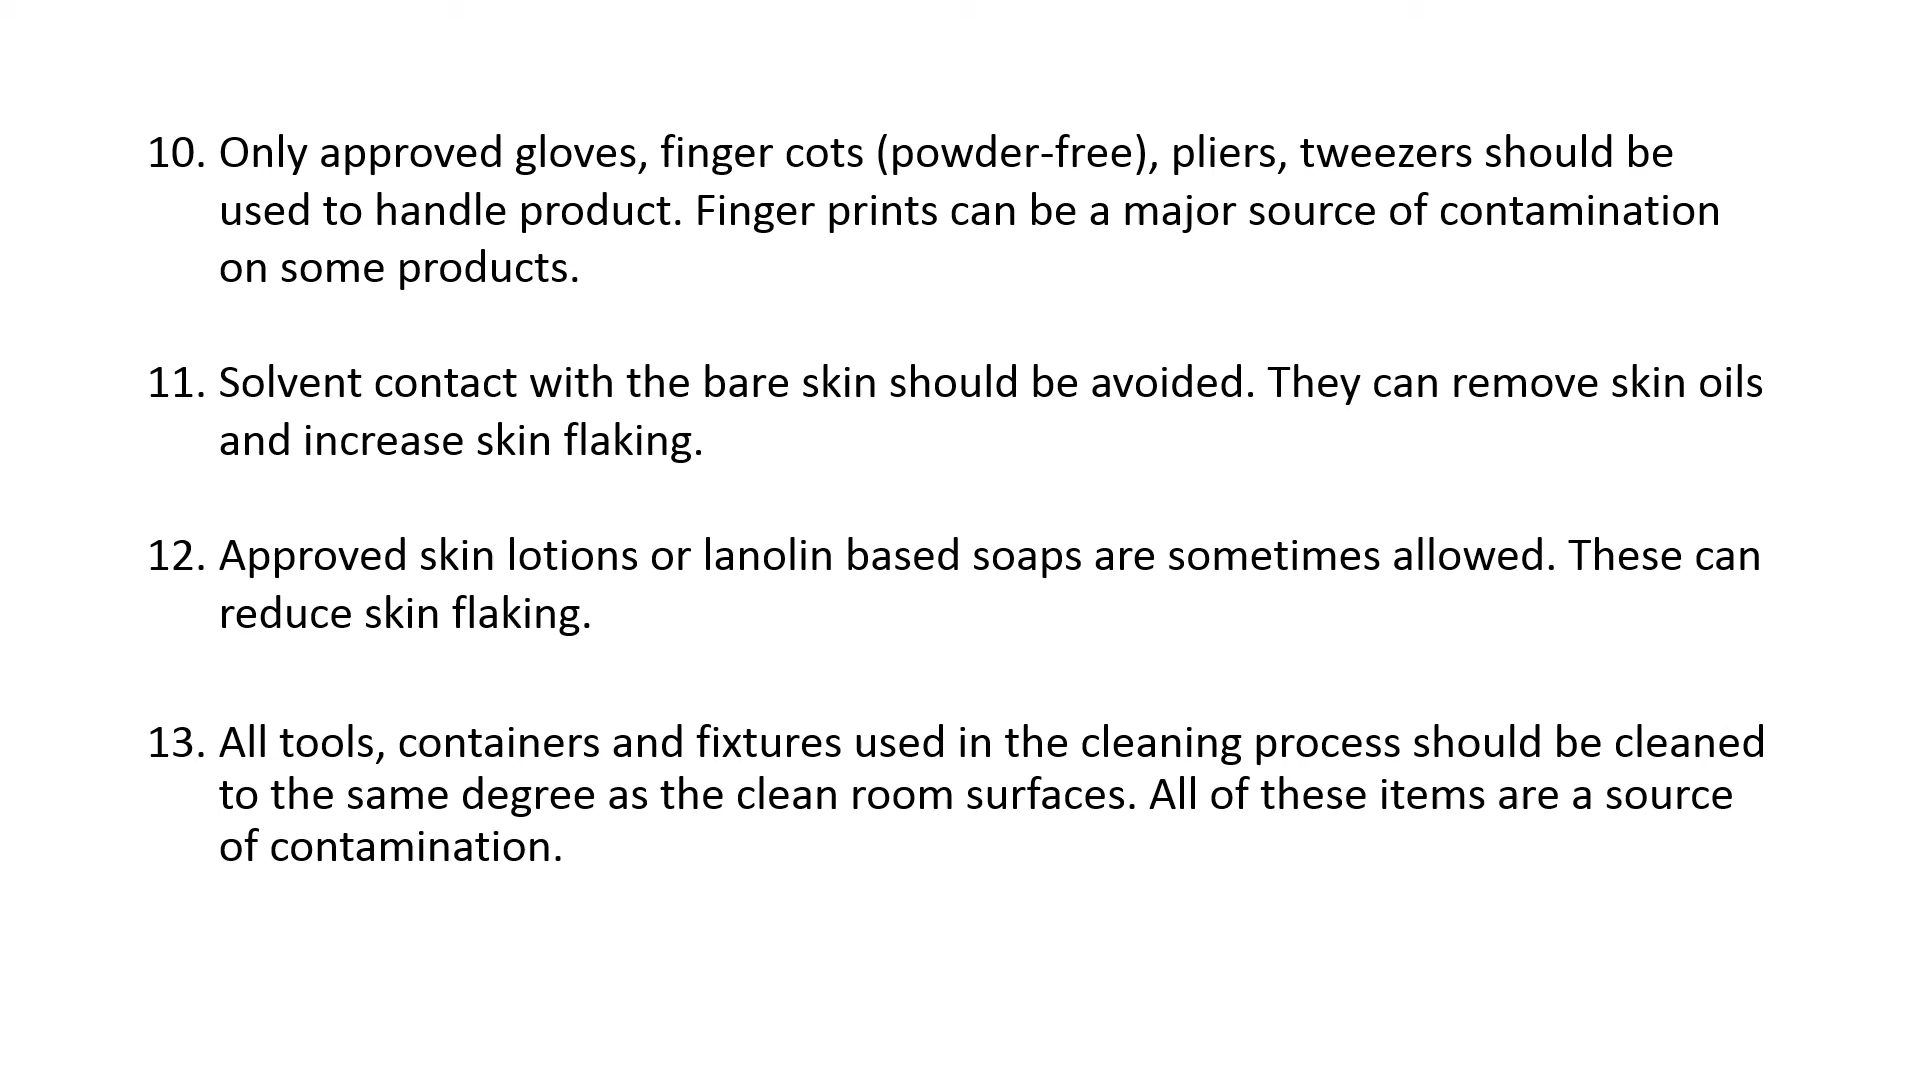 10. Only approved gloves, finger cots (powder-free), pliers, tweezers should be
used to handle product. Finger prints can be a major source of contamination
on some products.
11. Solvent contact with the bare skin should be avoided. They can remove skin oils
and increase skin flaking.
12. Approved skin lotions or lanolin based soaps are sometimes allowed. These can
reduce skin flaking.
13. All tools, containers and fixtures used in the cleaning process should be cleaned
to the same degree as the clean room surfaces. All of these items are a source
of contamination.